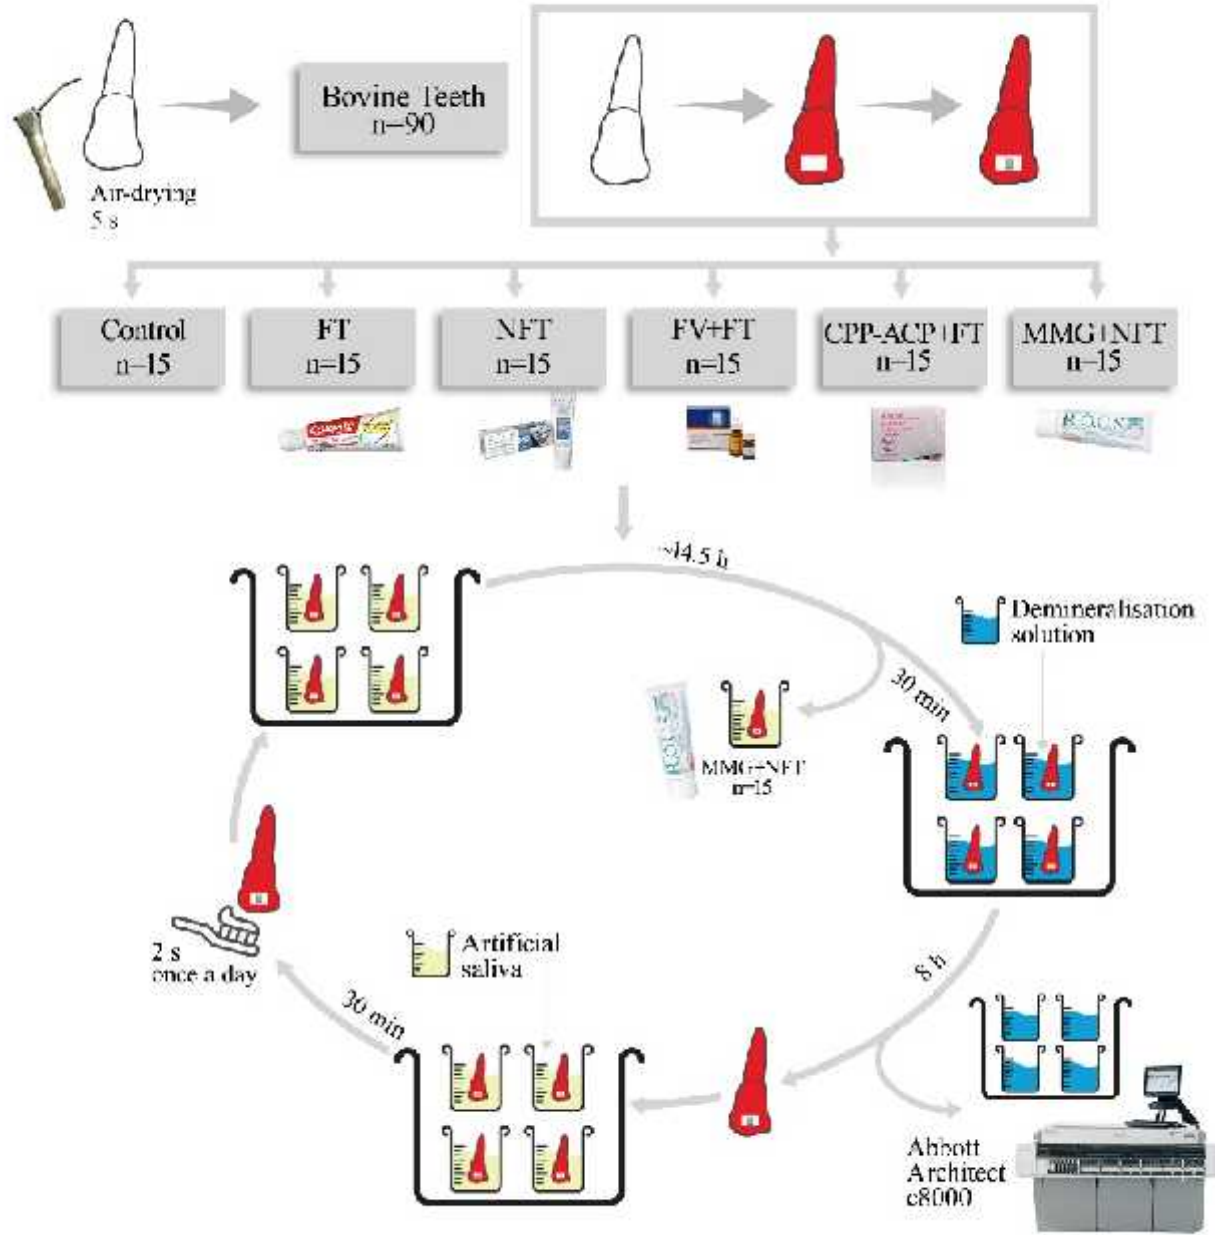 Bovine Teeth
n=90
Air-drying
5 s
Control
n=15
FT
n=15
NFT
n=15
FV+FT
n=15
CPP-ACP+FT
n=15
MMG+NFT
n=15
~14.5 h
Demineralisation
solution
30 min
MMG+NFT
n=15
Artificial
saliva
2 s
once a day
30 min
8 h
Abbott
Architect
c8000